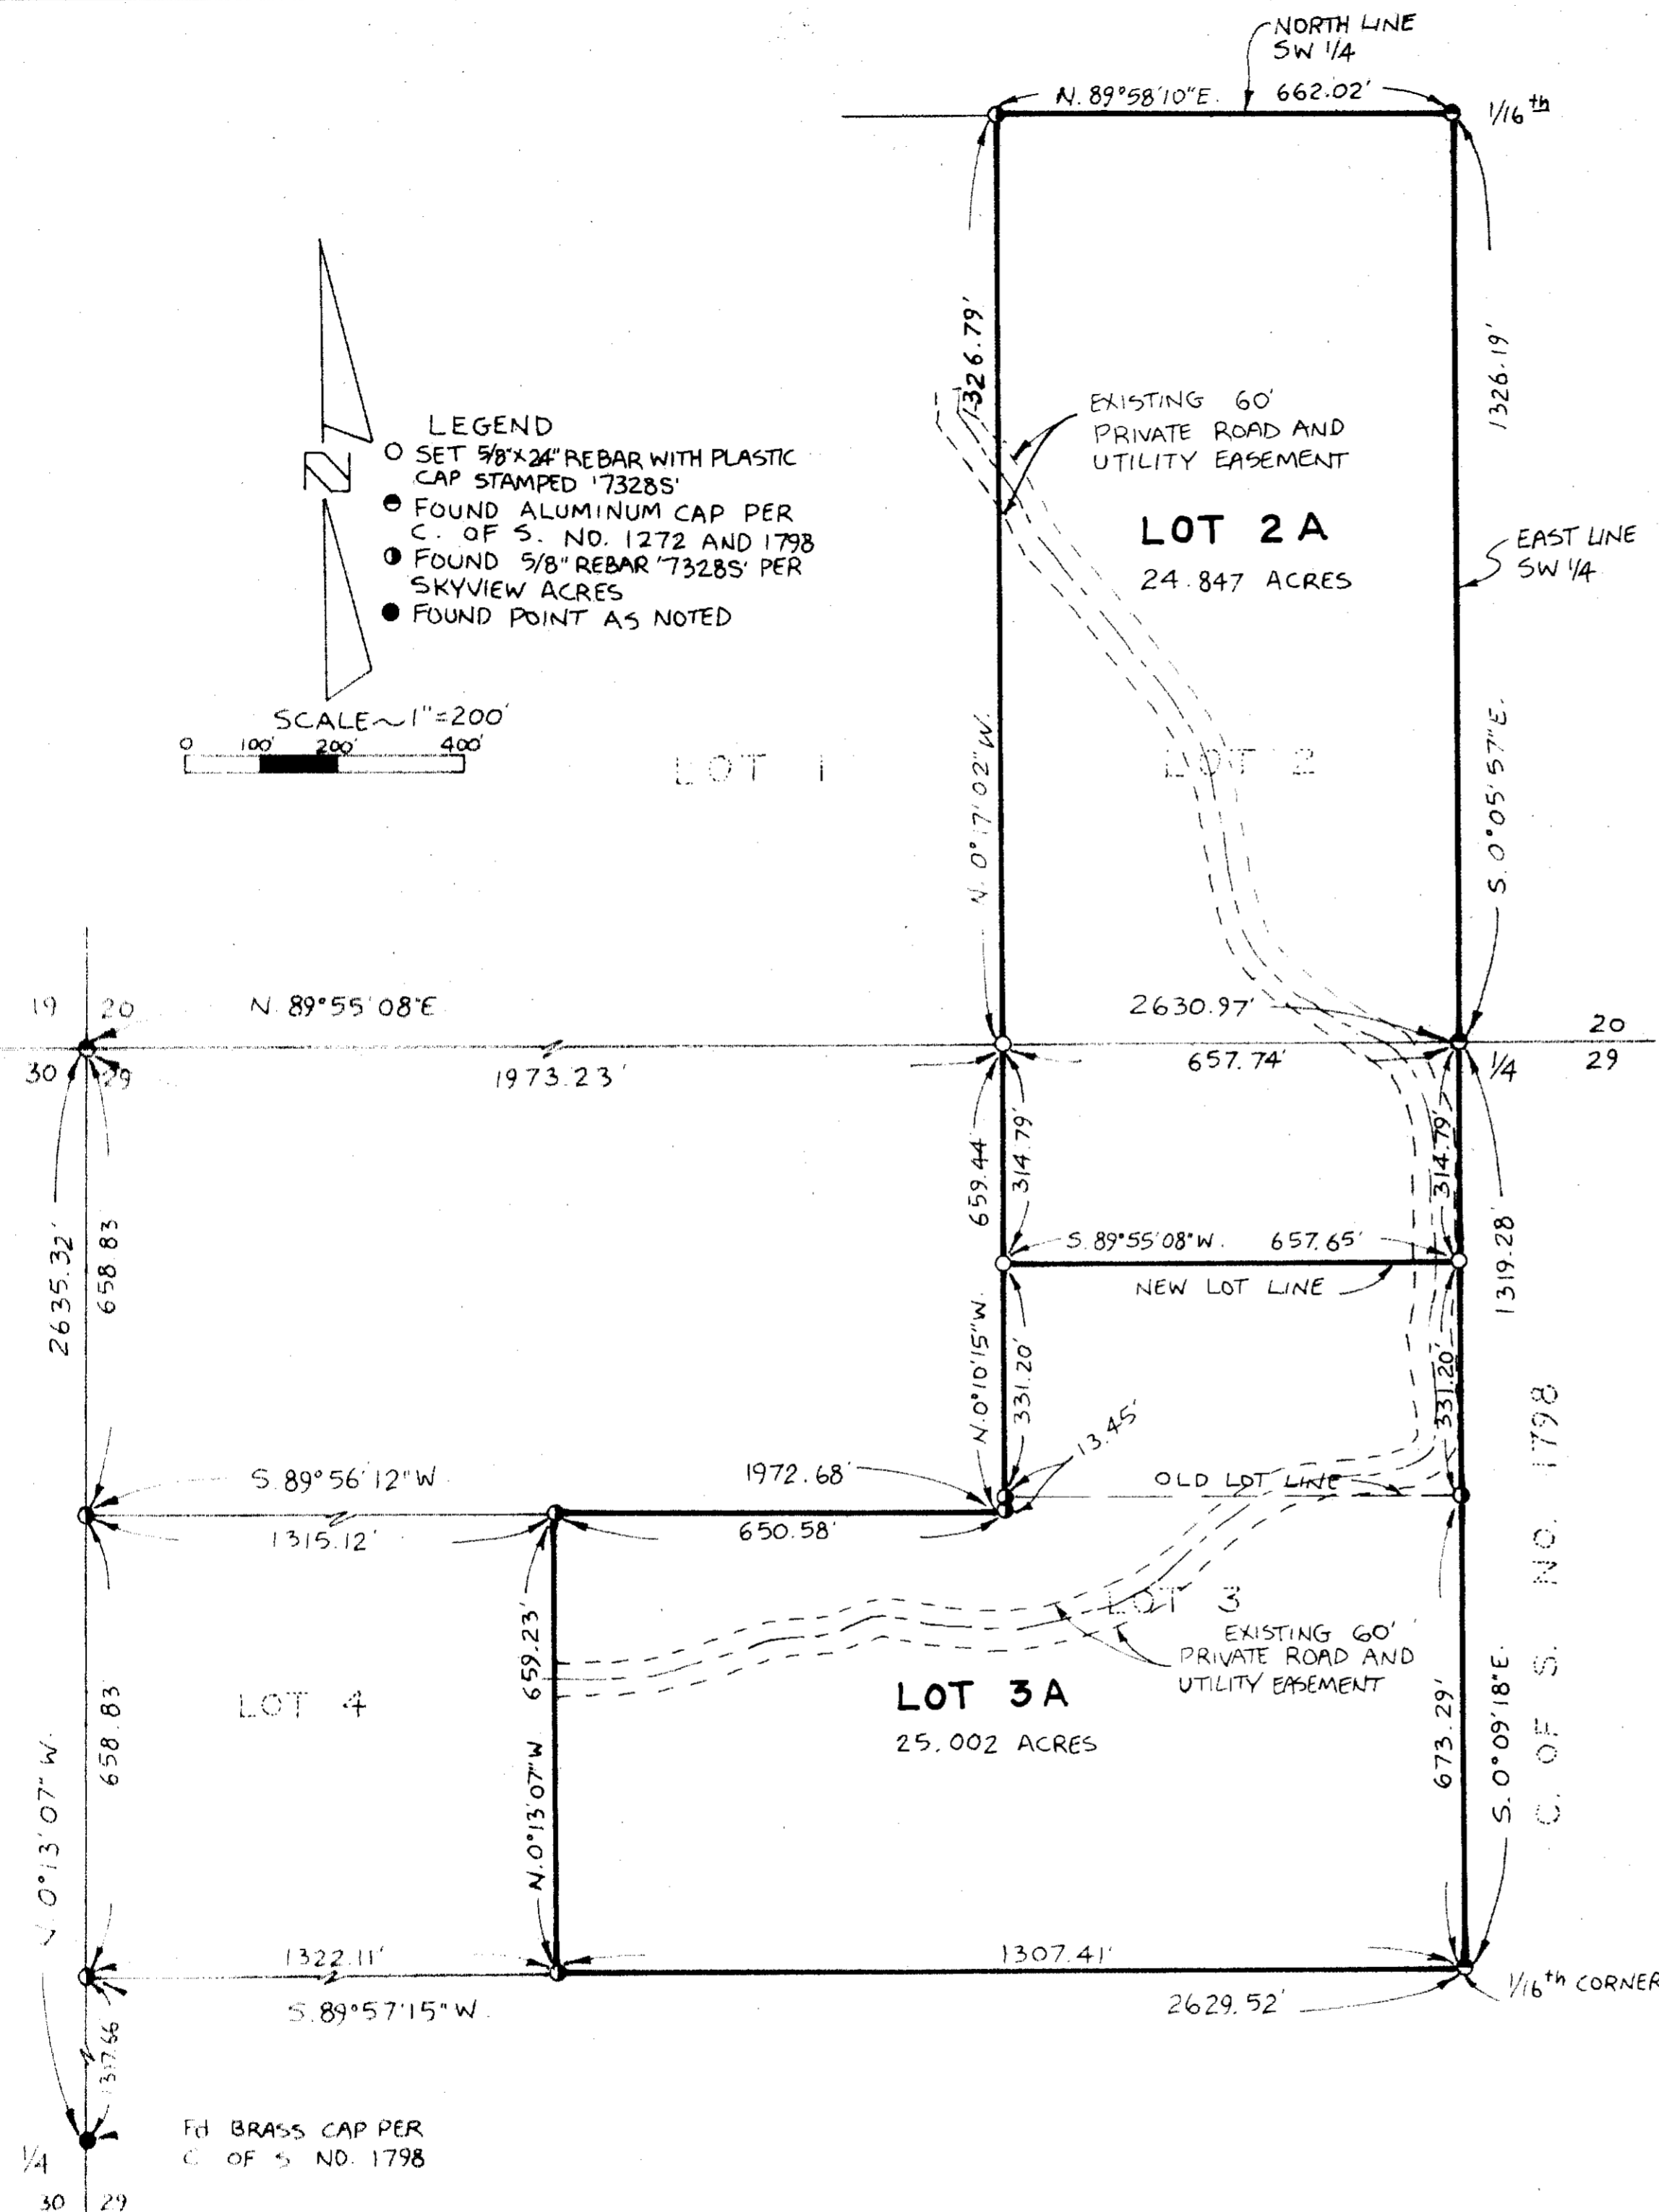 NORTH LINE
SW 1/4
N. 89°58'10"E. 662.02'
1/16th
1326.79'
1326.19'
EXISTING 60'
PRIVATE ROAD AND
UTILITY EASEMENT
LEGEND
SET 5/8"X24" REBAR WITH PLASTIC
CAP STAMPED '7328S'
FOUND ALUMINUM CAP PER
C. OF S. NO. 1272 AND 1798
FOUND 5/8" REBAR '7328S' PER
SKYVIEW ACRES
FOUND POINT AS NOTED
N
LOT 2A
24.847 ACRES
EAST LINE
SW 1/4
SCALE~1"=200'
0 100' 200' 400'
LOT 1
LOT 2
N. 0°17'02"W.
S. 0°05'57"E.
19 20
N. 89°55'08"E
2630.97'
20
30 29
1973.23'
657.74'
1/4
29
659.44
314.79'
314.79'
2635.32'
658.83
1319.28'
S. 89°55'08"W. 657.65'
NEW LOT LINE
N.0°10'15"W.
331.20'
331.20'
13.45'
C. OF S. NO. 1798
S. 89°56'12"W
1972.68'
OLD LOT LINE
1315.12'
650.58'
LOT 3
659.23'
EXISTING 60'
PRIVATE ROAD AND
UTILITY EASEMENT
LOT 4
LOT 3A
25.002 ACRES
658.83
N.0°13'07"W
673.29'
S. 0°09'18"E.
0°13'07"W.
1322.11'
1307.41'
S. 89°57'15"W.
2629.52'
1/16th CORNER
Fd BRASS CAP PER
C OF S NO. 1798
1/4
30 29